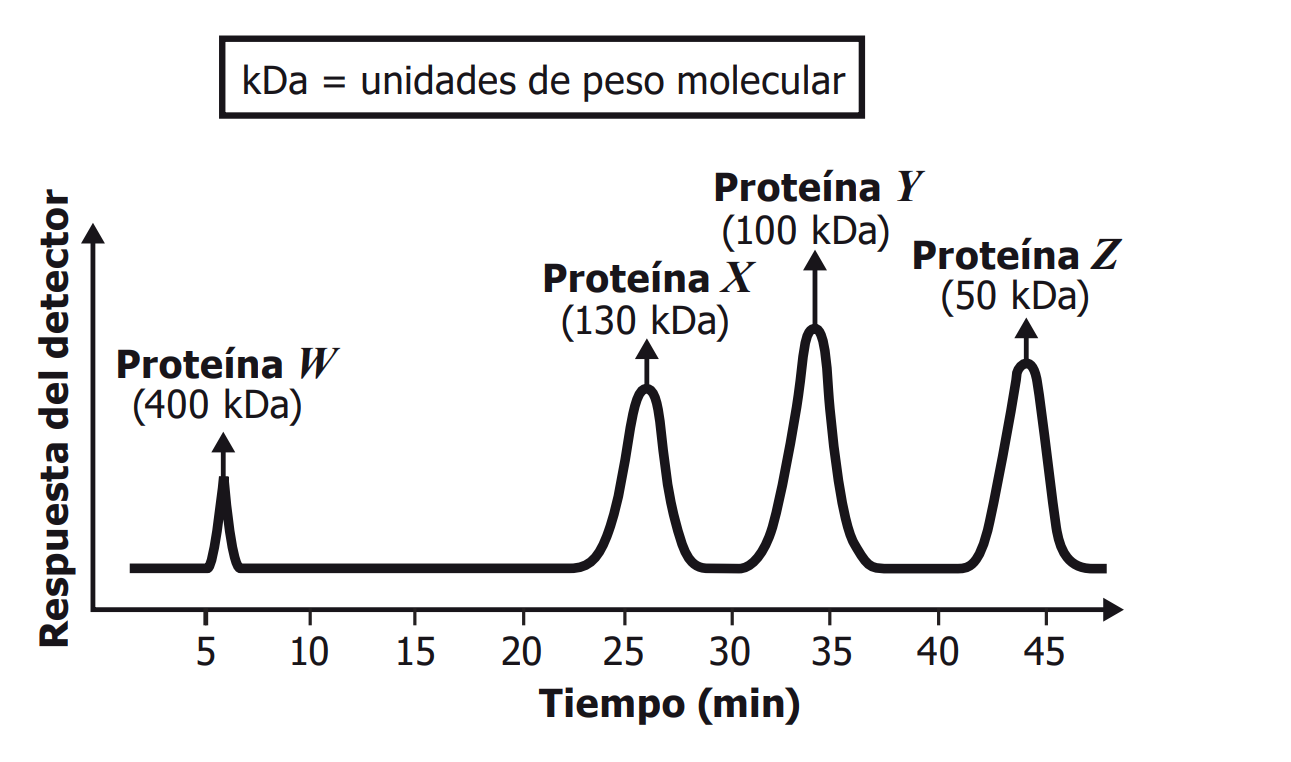 kDa = unidades de peso molecular
Respuesta del detector
Proteína W
(400 kDa)
Proteína X
(130 kDa)
Proteína Y
(100 kDa)
Proteína Z
(50 kDa)
5 10 15 20 25 30 35 40 45
Tiempo (min)